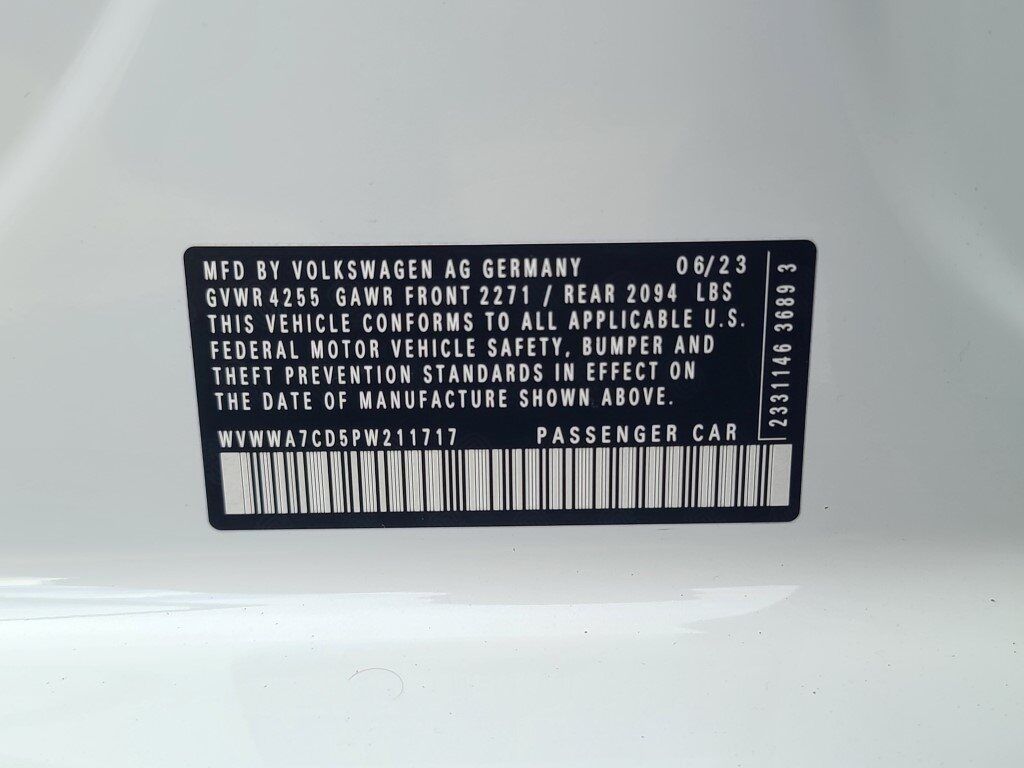 MFD BY VOLKSWAGEN AG GERMANY 06/23
GVWR 4255 GAWR FRONT 2271 / REAR 2094 LBS
THIS VEHICLE CONFORMS TO ALL APPLICABLE U.S.
FEDERAL MOTOR VEHICLE SAFETY, BUMPER AND
THEFT PREVENTION STANDARDS IN EFFECT ON
THE DATE OF MANUFACTURE SHOWN ABOVE.
WVWWA7CD5PW211717 PASSENGER CAR
2331146 3689 3